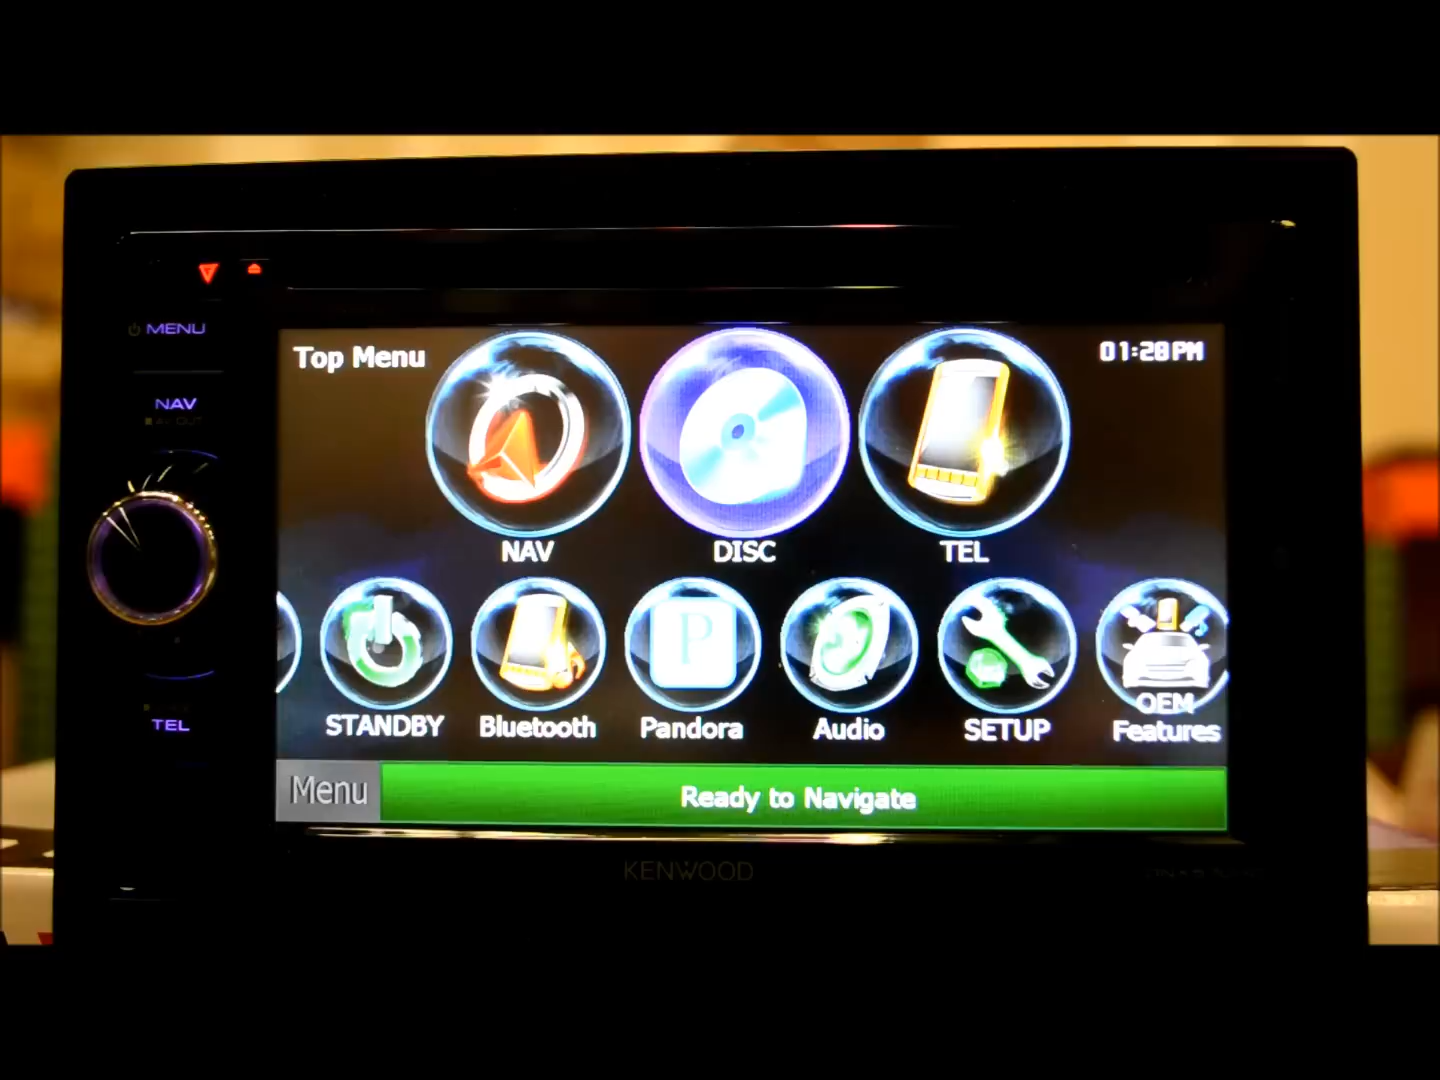 MENU
NAV
TEL
Top Menu
01:28PM
NAV
DISC
TEL
STANDBY
Bluetooth
P
Pandora
Audio
SETUP
OEM
Features
Menu
Ready to Navigate
KENWOOD